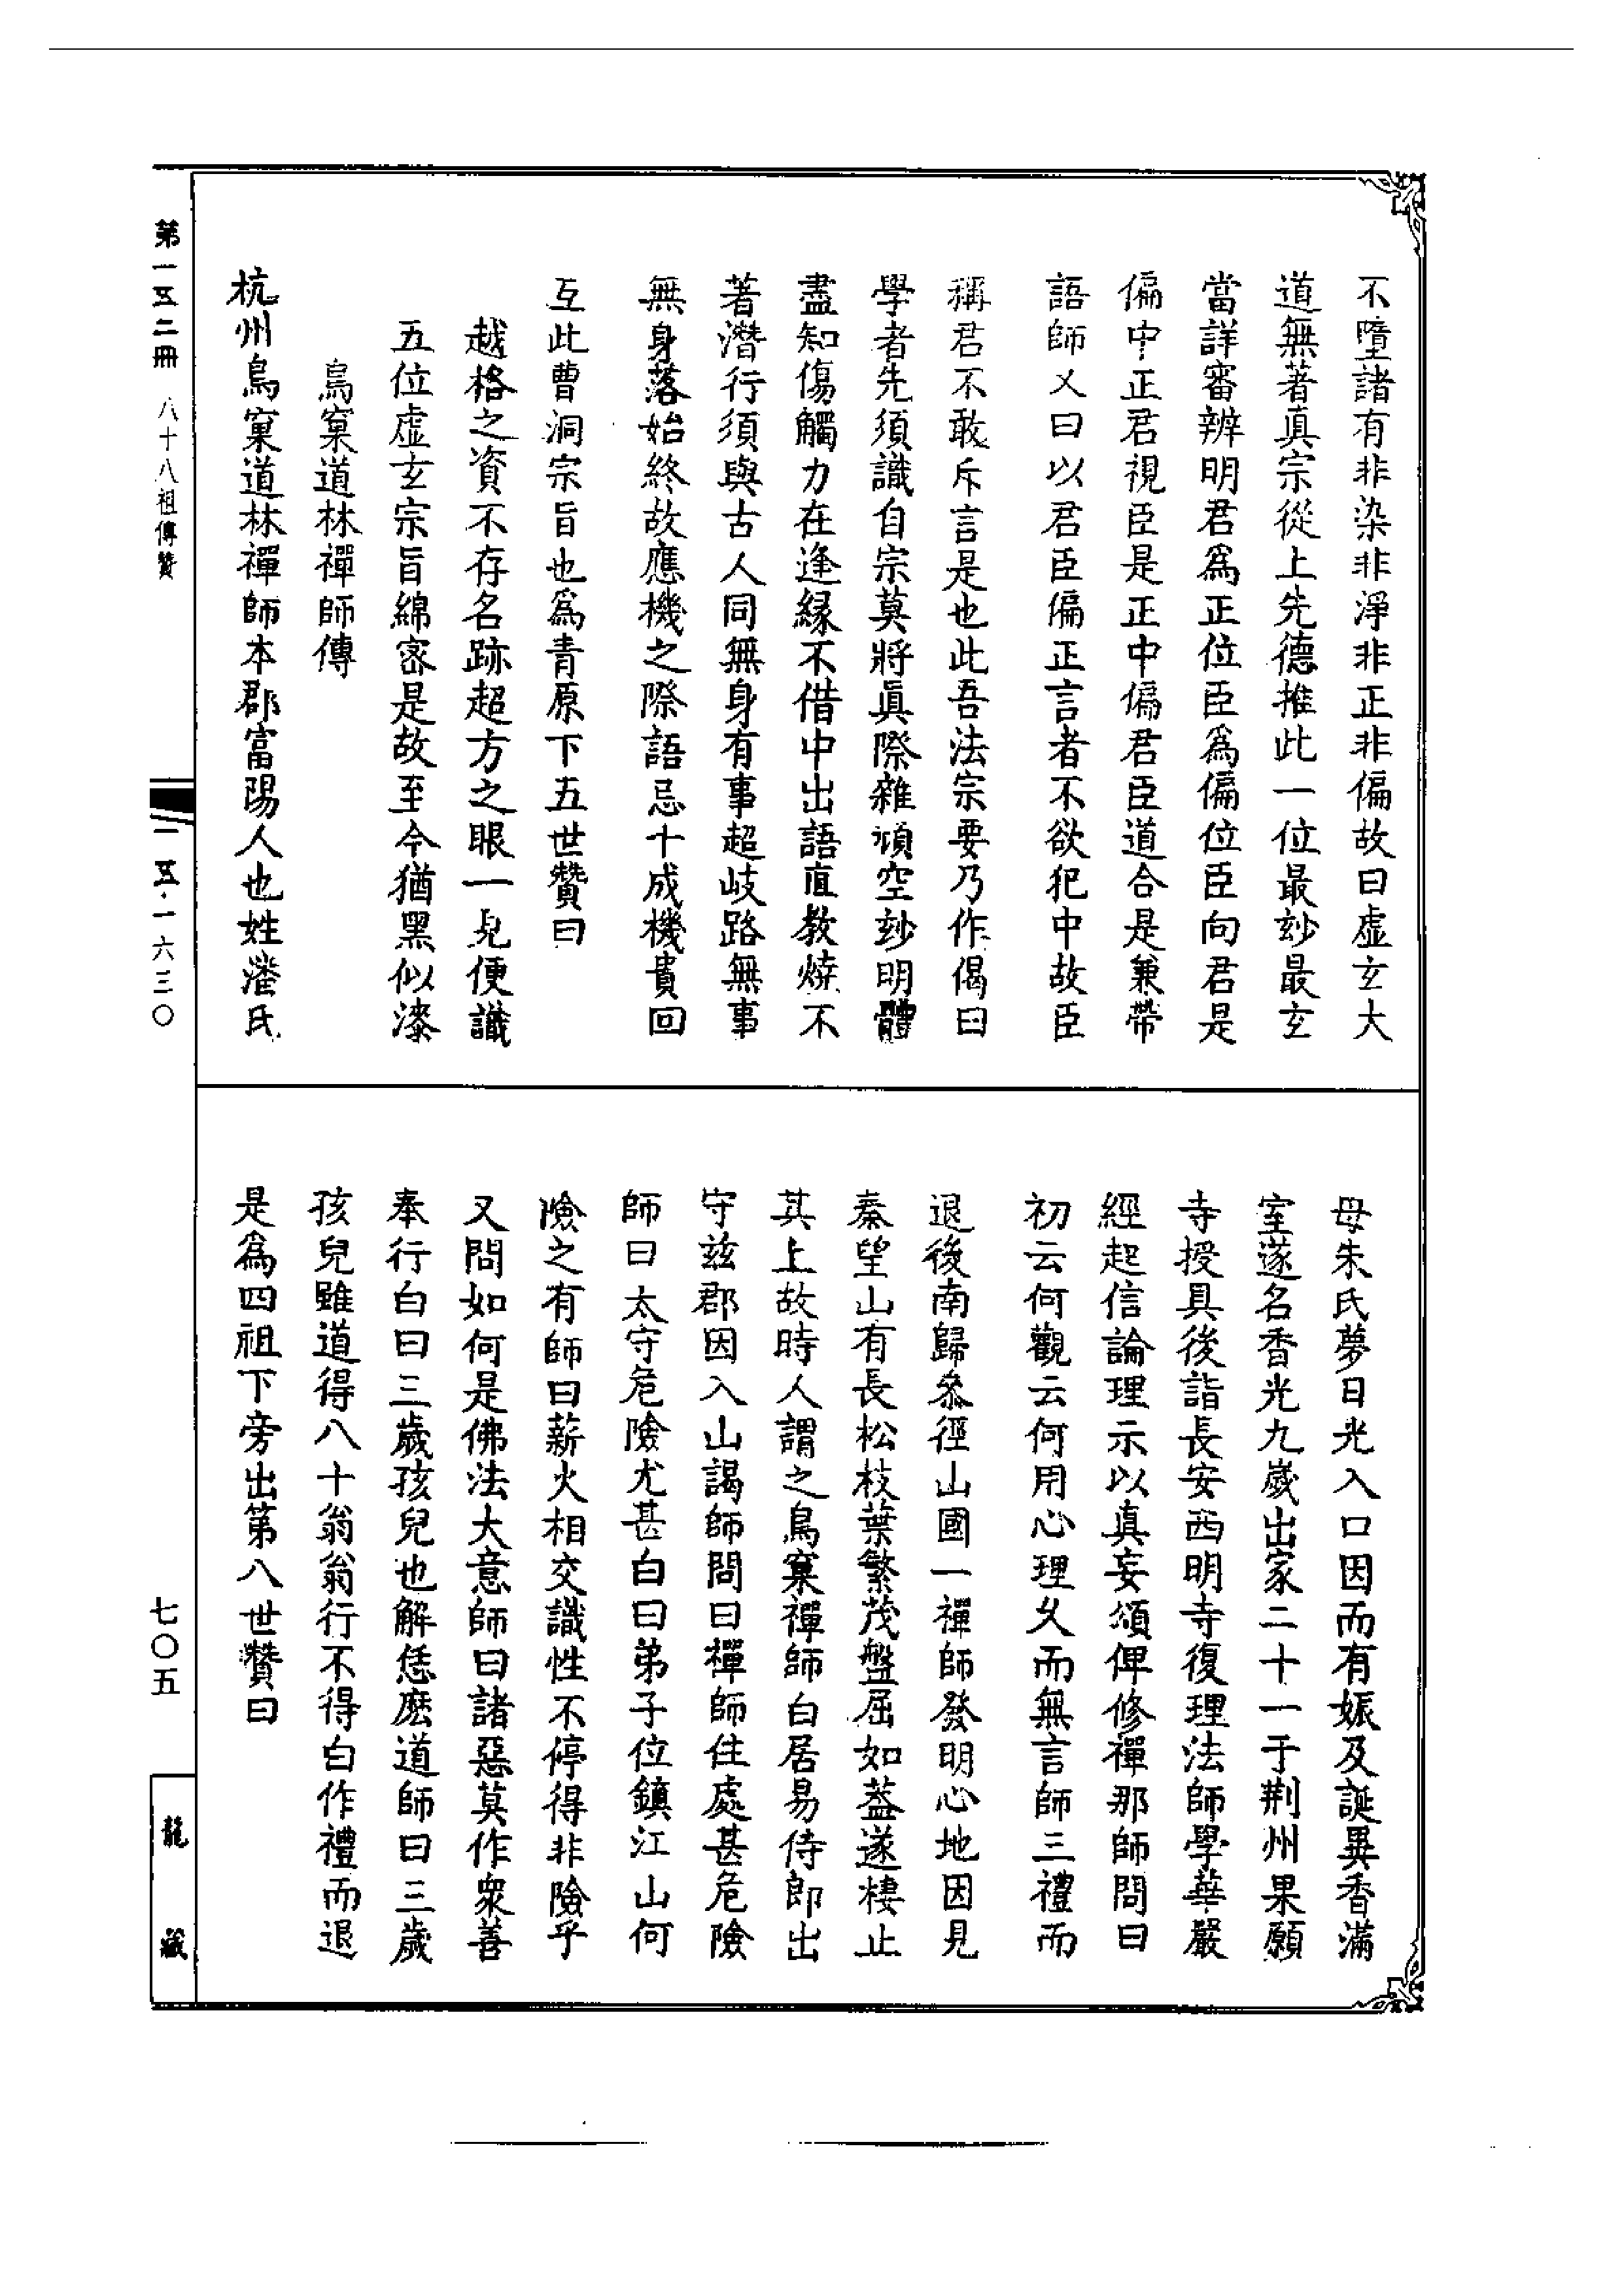 不墮諸有非染非淨非正非偏故曰虛玄大
道無著真宗從上先德推此一位最玅最玄
當詳審辨明君爲正位臣爲偏位臣向君是
偏中正君視臣是正中偏君臣道合是兼帶
語師又曰以君臣偏正言者不欲犯中故臣
稱君不敢斥言是也此吾法宗要乃作偈曰
學者先須識自宗莫將真際雜頑空玅明體
盡知傷觸力在逢緣不借中出語直教燒不
著潛行須與古人同無身有事超岐路無事
無身落始終故應機之際語忌十成機貴回
互此曹洞宗旨也爲青原下五世贊曰
越格之資不存名跡超方之眼一見便識
五位虛玄宗旨綿密是故至今猶黑似漆
鳥窠道林禪師傳
杭州鳥窠道林禪師本郡富陽人也姓潘氏
母朱氏夢日光入口因而有娠及誕異香滿
室遂名香光九歲出家二十一于荆州果願
寺授具後詣長安西明寺復理法師學華嚴
經起信論理示以真妄頌俾修禪那師問曰
初云何觀云何用心理久而無言師三禮而
退後南歸叅徑山國一禪師發明心地因見
秦望山有長松枝葉繁茂盤屈如葢遂棲止
其上故時人謂之鳥窠禪師白居易侍郎出
守兹郡因入山謁師問曰禪師住處甚危險
師曰太守危險尤甚白曰弟子位鎮江山何
險之有師曰薪火相交識性不停得非險乎
又問如何是佛法大意師曰諸惡莫作衆善
奉行白曰三歲孩兒也解恁麽道師曰三歲
孩兒雖道得八十翁翁行不得白作禮而退
是爲四祖下旁出第八世贊曰
第一五二冊 八十八祖傳贊
一五·一六三〇
七〇五
龍藏